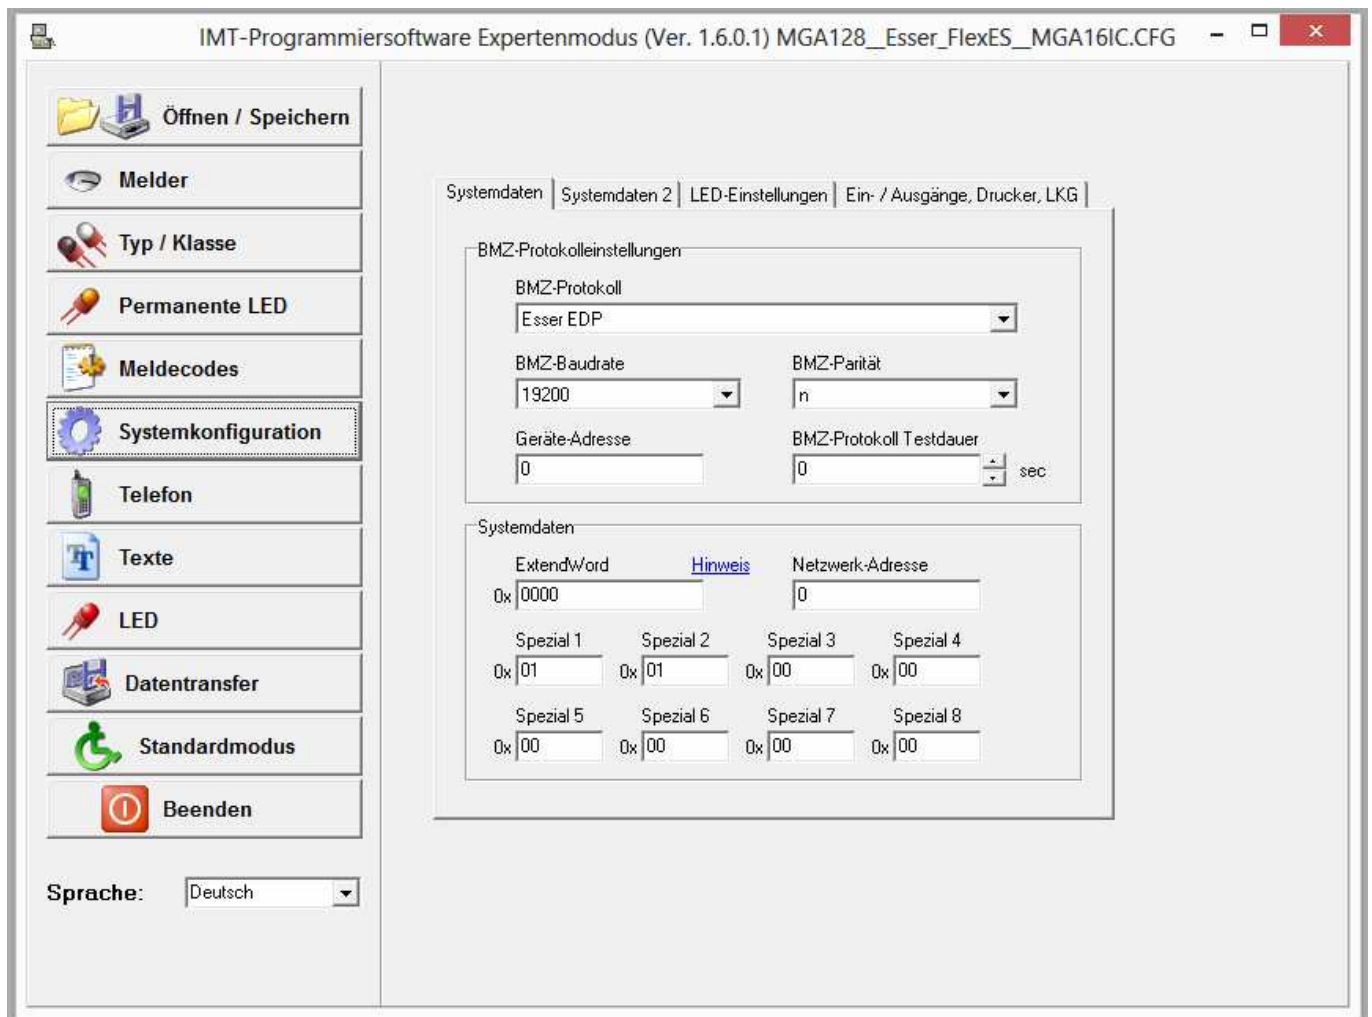 IMT-Programmiersoftware Expertenmodus (Ver. 1.6.0.1) MGA128__Esser_FlexES__MGA16IC.CFG
Öffnen / Speichern
Melder
Typ / Klasse
Permanente LED
Meldecodes
Systemkonfiguration
Telefon
Texte
LED
Datentransfer
Standardmodus
Beenden
Sprache: Deutsch
Systemdaten Systemdaten 2 LED-Einstellungen Ein- / Ausgänge, Drucker, LKG
BMZ-Protokolleinstellungen
BMZ-Protokoll
Esser EDP
BMZ-Baudrate BMZ-Parität
19200 n
Geräte-Adresse BMZ-Protokoll Testdauer
0 0 sec
Systemdaten
ExtendWord Hinweis Netzwerk-Adresse
0x 0000 0
Spezial 1 Spezial 2 Spezial 3 Spezial 4
0x 01 0x 01 0x 00 0x 00
Spezial 5 Spezial 6 Spezial 7 Spezial 8
0x 00 0x 00 0x 00 0x 00